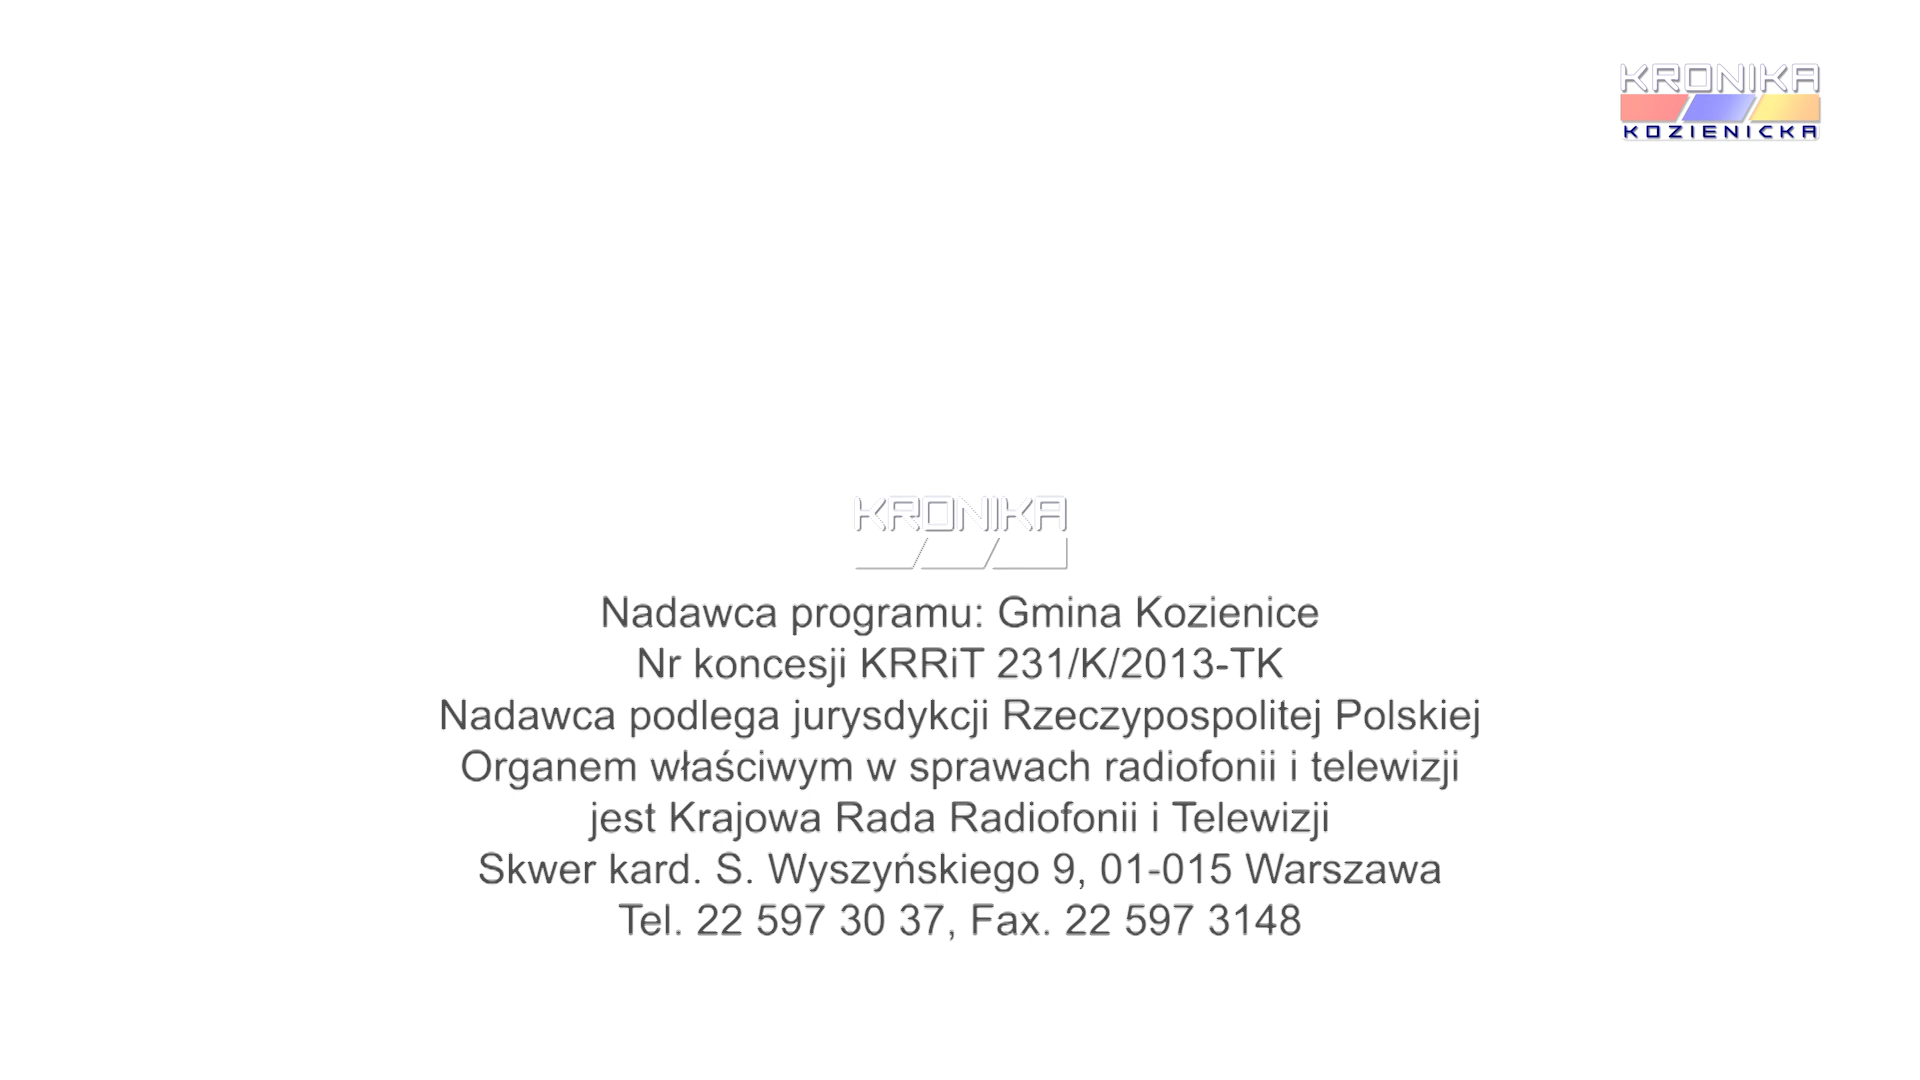 KRONIKA
KOZIENICKA
KRONIKA
Nadawca programu: Gmina Kozienice
Nr koncesji KRRiT 231/K/2013-TK
Nadawca podlega jurysdykcji Rzeczypospolitej Polskiej
Organem właściwym w sprawach radiofonii i telewizji
jest Krajowa Rada Radiofonii i Telewizji
Skwer kard. S. Wyszyńskiego 9, 01-015 Warszawa
Tel. 22 597 30 37, Fax. 22 597 3148